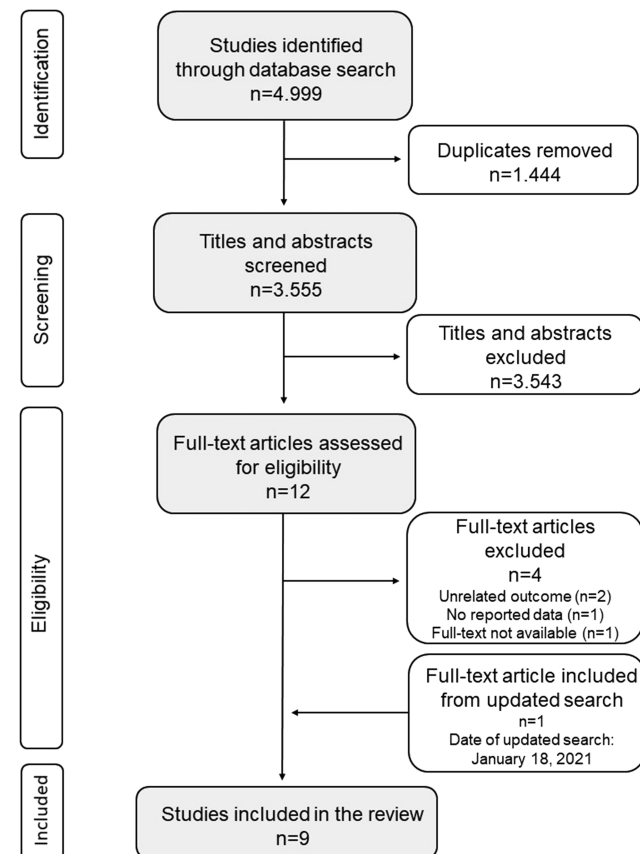 Identification
Studies identified
through database search
n=4.999
Duplicates removed
n=1.444
Screening
Titles and abstracts
screened
n=3.555
Titles and abstracts
excluded
n=3.543
Eligibility
Full-text articles assessed
for eligibility
n=12
Full-text articles
excluded
n=4
Unrelated outcome (n=2)
No reported data (n=1)
Full-text not available (n=1)
Full-text article included
from updated search
n=1
Date of updated search:
January 18, 2021
Included
Studies included in the review
n=9